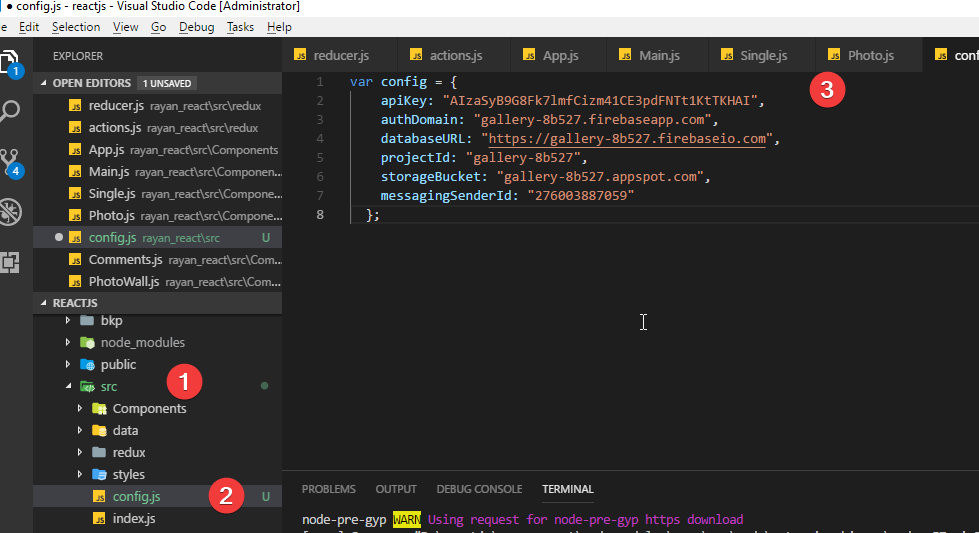 ● config.js - reactjs - Visual Studio Code [Administrator]
e Edit Selection View Go Debug Tasks Help
EXPLORER
OPEN EDITORS 1 UNSAVED
reducer.js rayan_react\src\redux
actions.js rayan_react\src\redux
App.js rayan_react\src\Components
Main.js rayan_react\src\Componen...
Single.js rayan_react\src\Compone...
Photo.js rayan_react\src\Compone...
config.js rayan_react\src U
Comments.js rayan_react\src\Com...
PhotoWall.js rayan_react\src\Com...
REACTJS
bkp
node_modules
public
src
Components
data
redux
styles
config.js U
index.js
1
4
1
2
3
reducer.js actions.js App.js Main.js Single.js Photo.js conf
1 var config = {
2 apiKey: "AIzaSyB9G8Fk7lmfCizm41CE3pdFNTt1KtTKHAI",
3 authDomain: "gallery-8b527.firebaseapp.com",
4 databaseURL: "https://gallery-8b527.firebaseio.com",
5 projectId: "gallery-8b527",
6 storageBucket: "gallery-8b527.appspot.com",
7 messagingSenderId: "276003887059"
8 };
PROBLEMS OUTPUT DEBUG CONSOLE TERMINAL
node-pre-gyp WARN Using request for node-pre-gyp https download